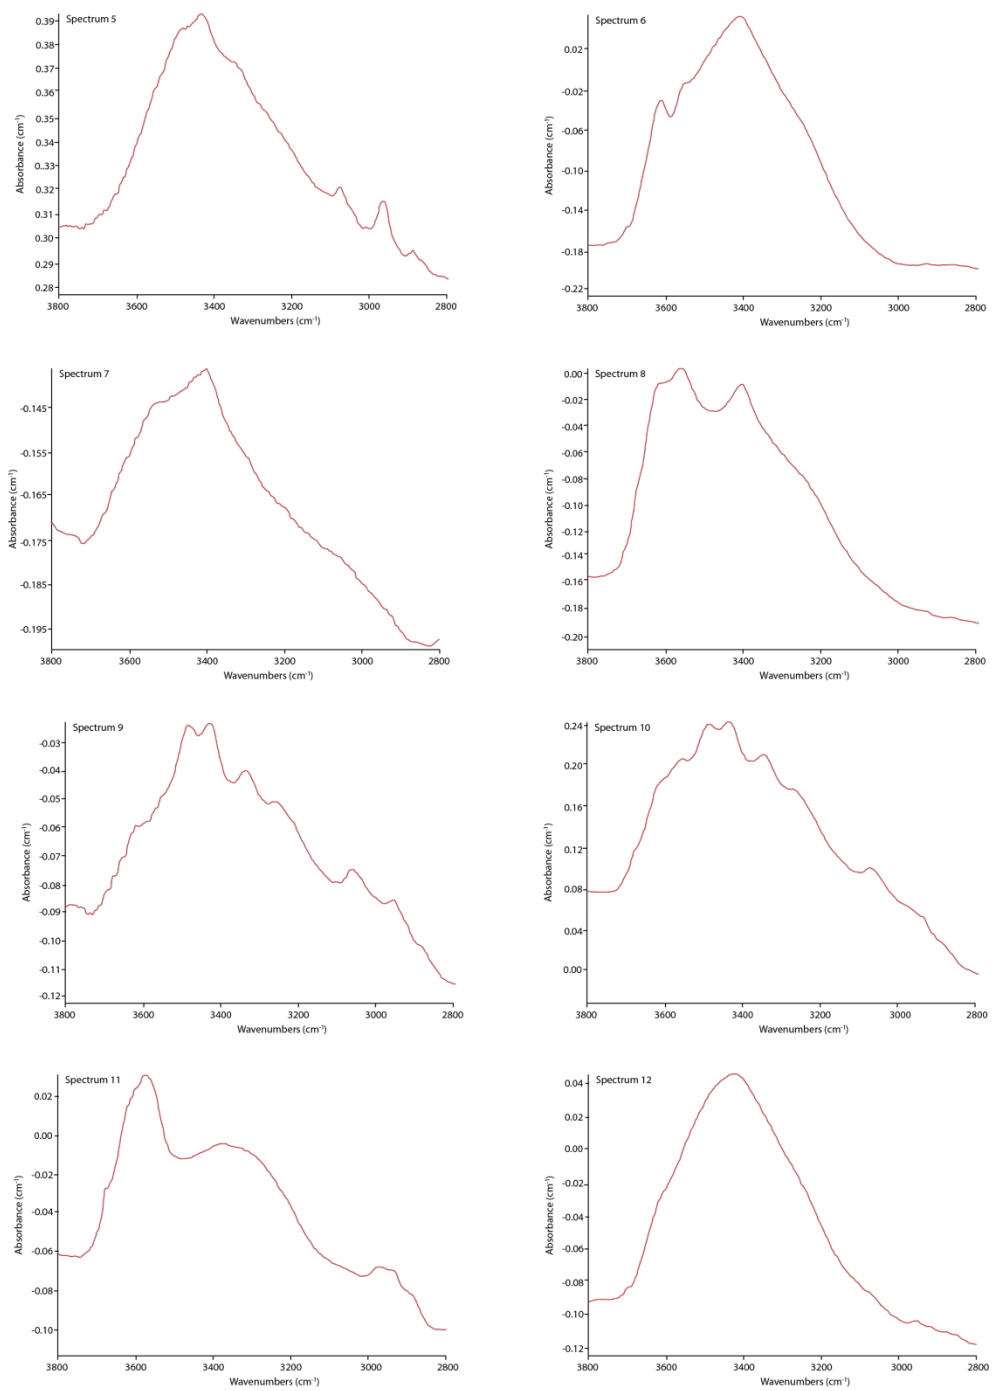 Spectrum 5
0.39
0.38
0.37
0.36
0.35
0.34
0.33
0.32
0.31
0.30
0.29
0.28
Absorbance (cm⁻¹)
3800 3600 3400 3200 3000 2800
Wavenumbers (cm⁻¹)
Spectrum 6
0.02
-0.02
-0.06
-0.10
-0.14
-0.18
-0.22
Absorbance (cm⁻¹)
3800 3600 3400 3200 3000 2800
Wavenumbers (cm⁻¹)
Spectrum 7
-0.145
-0.155
-0.165
-0.175
-0.185
-0.195
Absorbance (cm⁻¹)
3800 3600 3400 3200 3000 2800
Wavenumbers (cm⁻¹)
Spectrum 8
0.00
-0.02
-0.04
-0.06
-0.08
-0.10
-0.12
-0.14
-0.16
-0.18
-0.20
Absorbance (cm⁻¹)
3800 3600 3400 3200 3000 2800
Wavenumbers (cm⁻¹)
Spectrum 9
-0.03
-0.04
-0.05
-0.06
-0.07
-0.08
-0.09
-0.10
-0.11
-0.12
Absorbance (cm⁻¹)
3800 3600 3400 3200 3000 2800
Wavenumbers (cm⁻¹)
Spectrum 10
0.24
0.20
0.16
0.12
0.08
0.04
0.00
Absorbance (cm⁻¹)
3800 3600 3400 3200 3000 2800
Wavenumbers (cm⁻¹)
Spectrum 11
0.02
0.00
-0.02
-0.04
-0.06
-0.08
-0.10
Absorbance (cm⁻¹)
3800 3600 3400 3200 3000 2800
Wavenumbers (cm⁻¹)
Spectrum 12
0.04
0.02
0.00
-0.02
-0.04
-0.06
-0.08
-0.10
-0.12
Absorbance (cm⁻¹)
3800 3600 3400 3200 3000 2800
Wavenumbers (cm⁻¹)